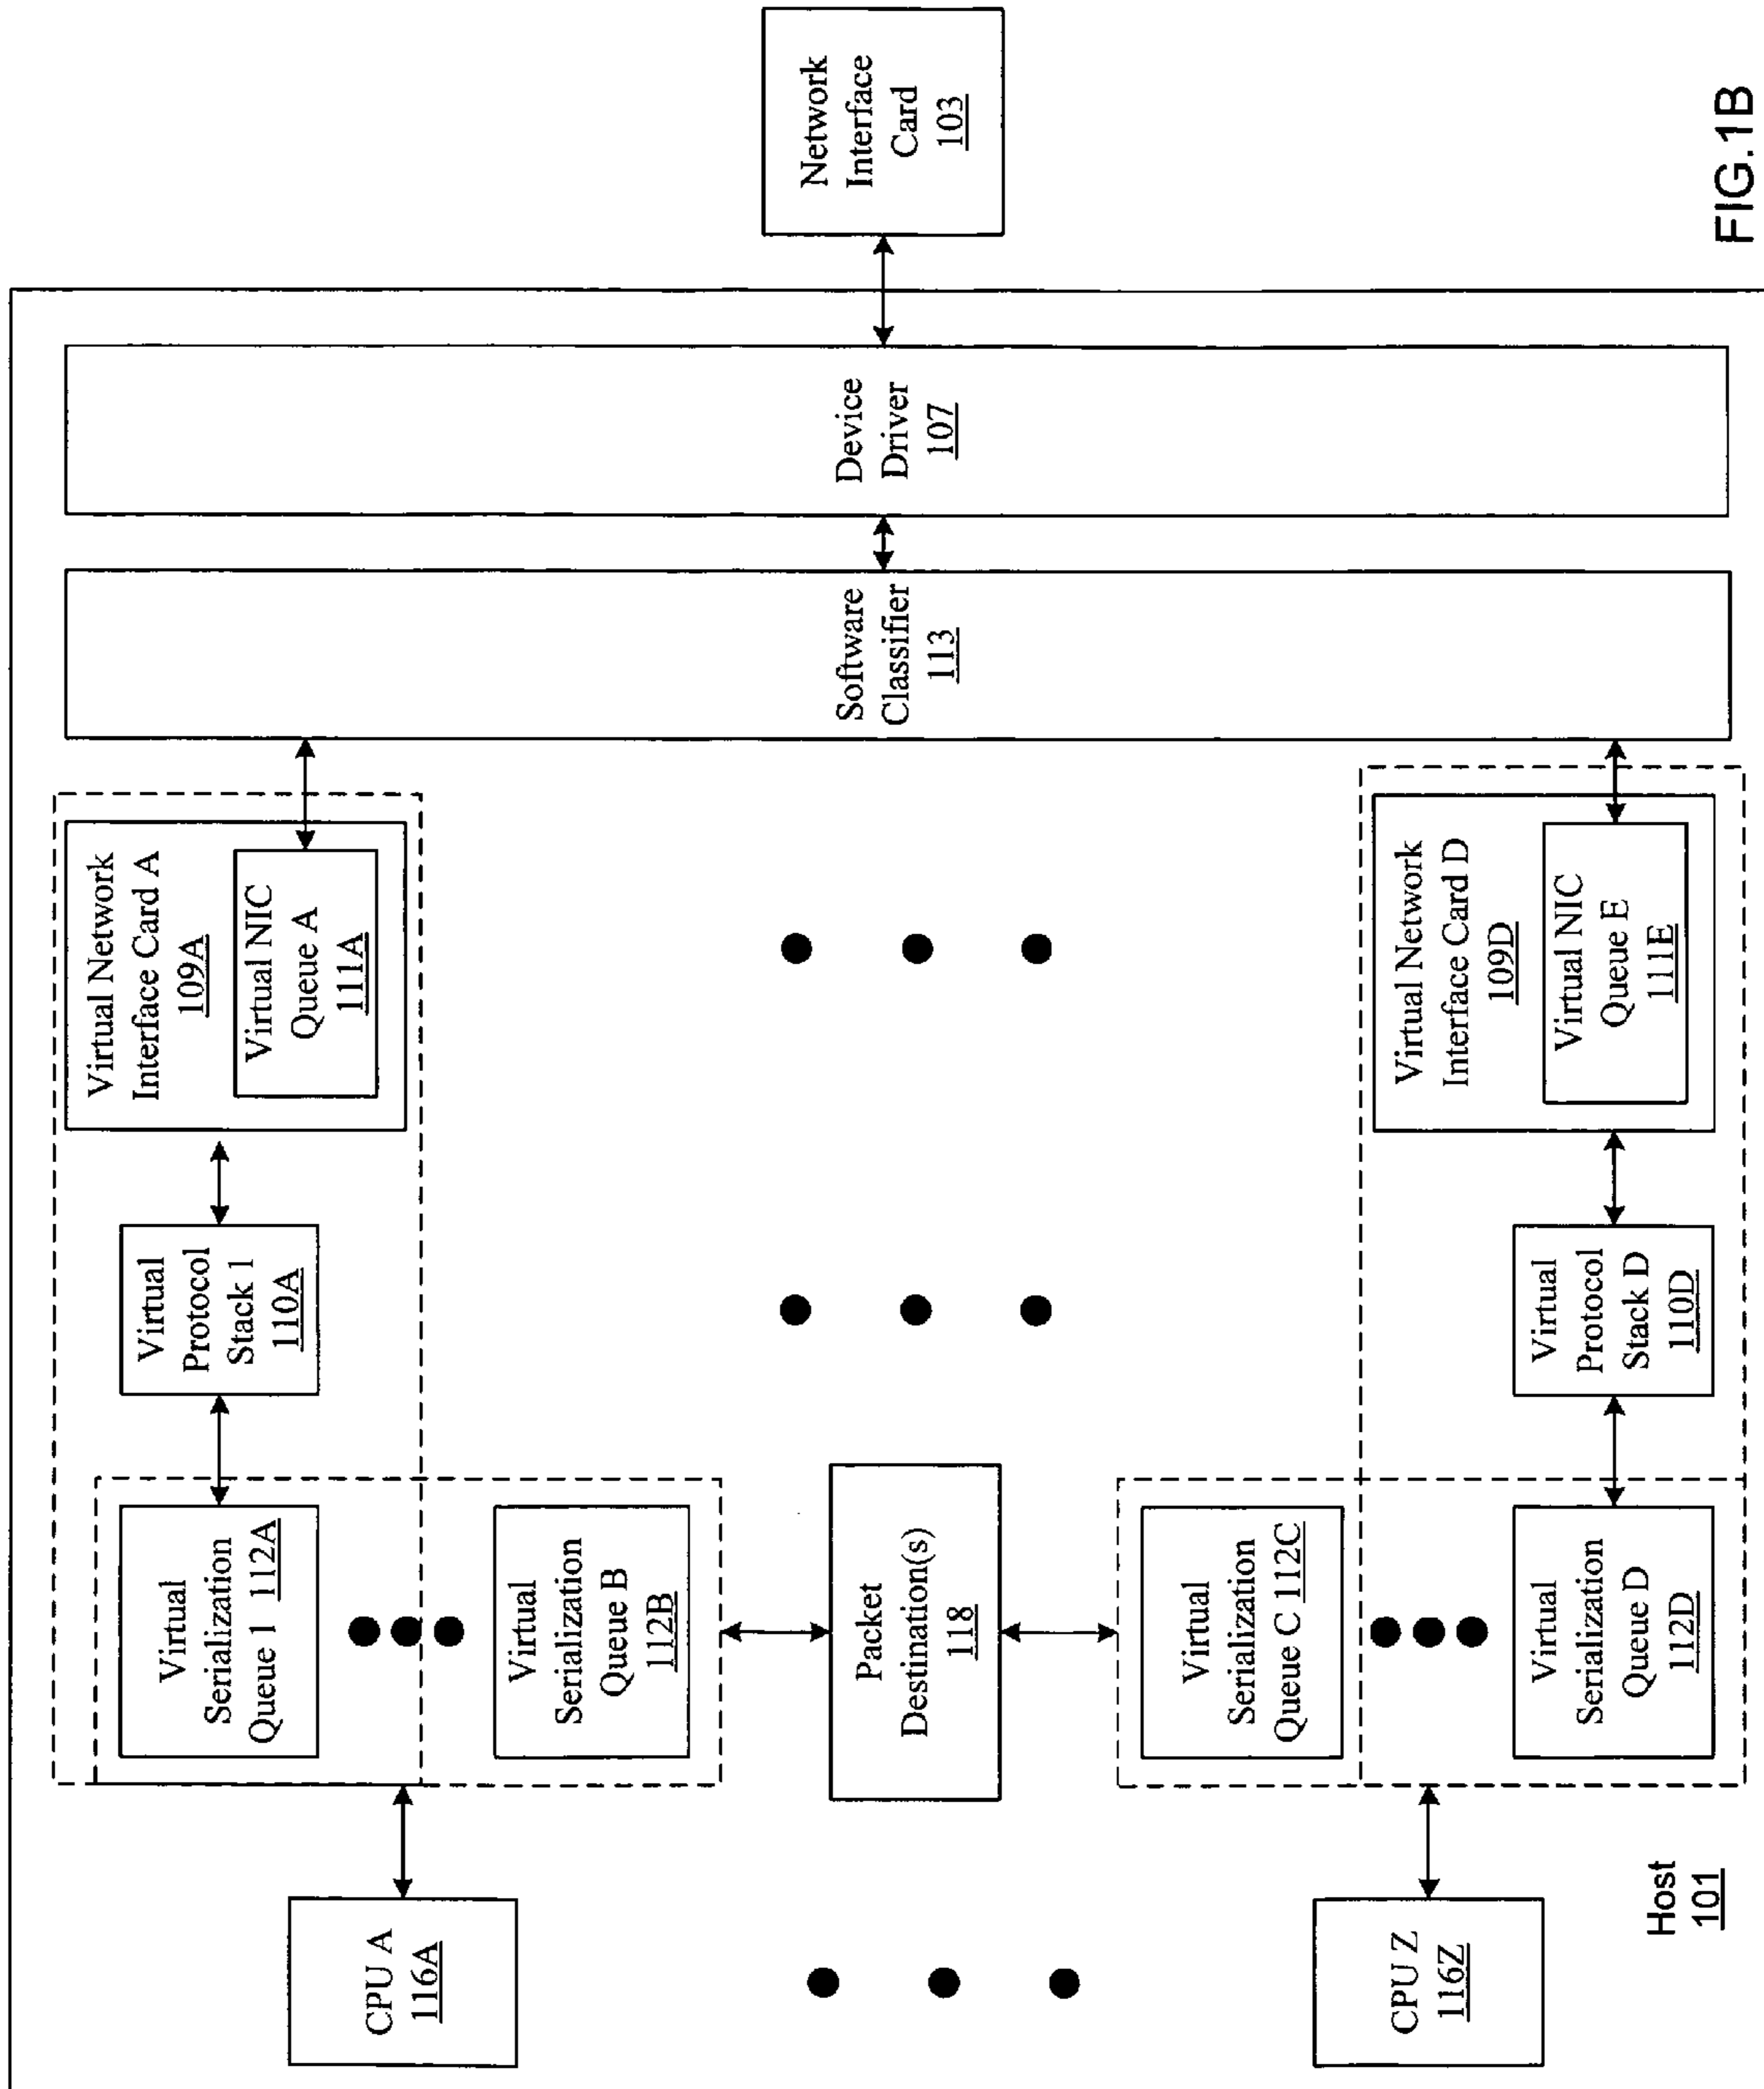 Network
Interface
Card
103
Device
Driver
107
Software
Classifier
113
Virtual Network
Interface Card A
109A
Virtual NIC
Queue A
111A
Virtual Network
Interface Card D
109D
Virtual NIC
Queue E
111E
Virtual
Protocol
Stack 1
110A
Virtual
Protocol
Stack D
110D
Virtual
Serialization
Queue 1 112A
Virtual
Serialization
Queue B
112B
Packet
Destination(s)
118
Virtual
Serialization
Queue C 112C
Virtual
Serialization
Queue D
112D
CPU A
116A
CPU Z
116Z
Host
101
FIG.1B